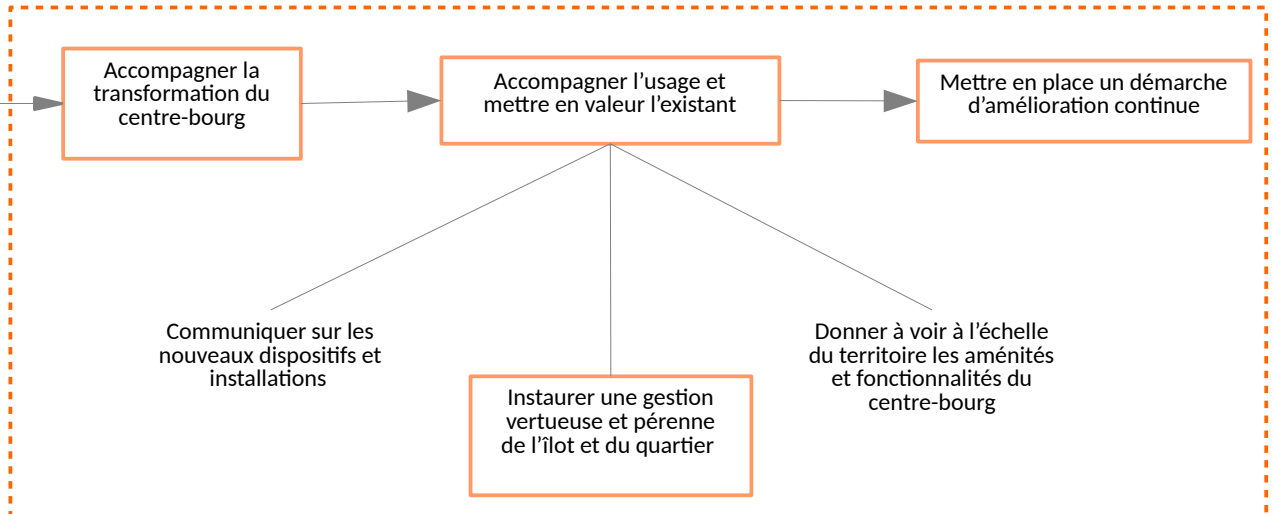 Accompagner la
transformation du
centre-bourg
Accompagner l’usage et
mettre en valeur l’existant
Mettre en place un démarche
d’amélioration continue
Communiquer sur les
nouveaux dispositifs et
installations
Instaurer une gestion
vertueuse et pérenne
de l’îlot et du quartier
Donner à voir à l’échelle
du territoire les aménités
et fonctionnalités du
centre-bourg